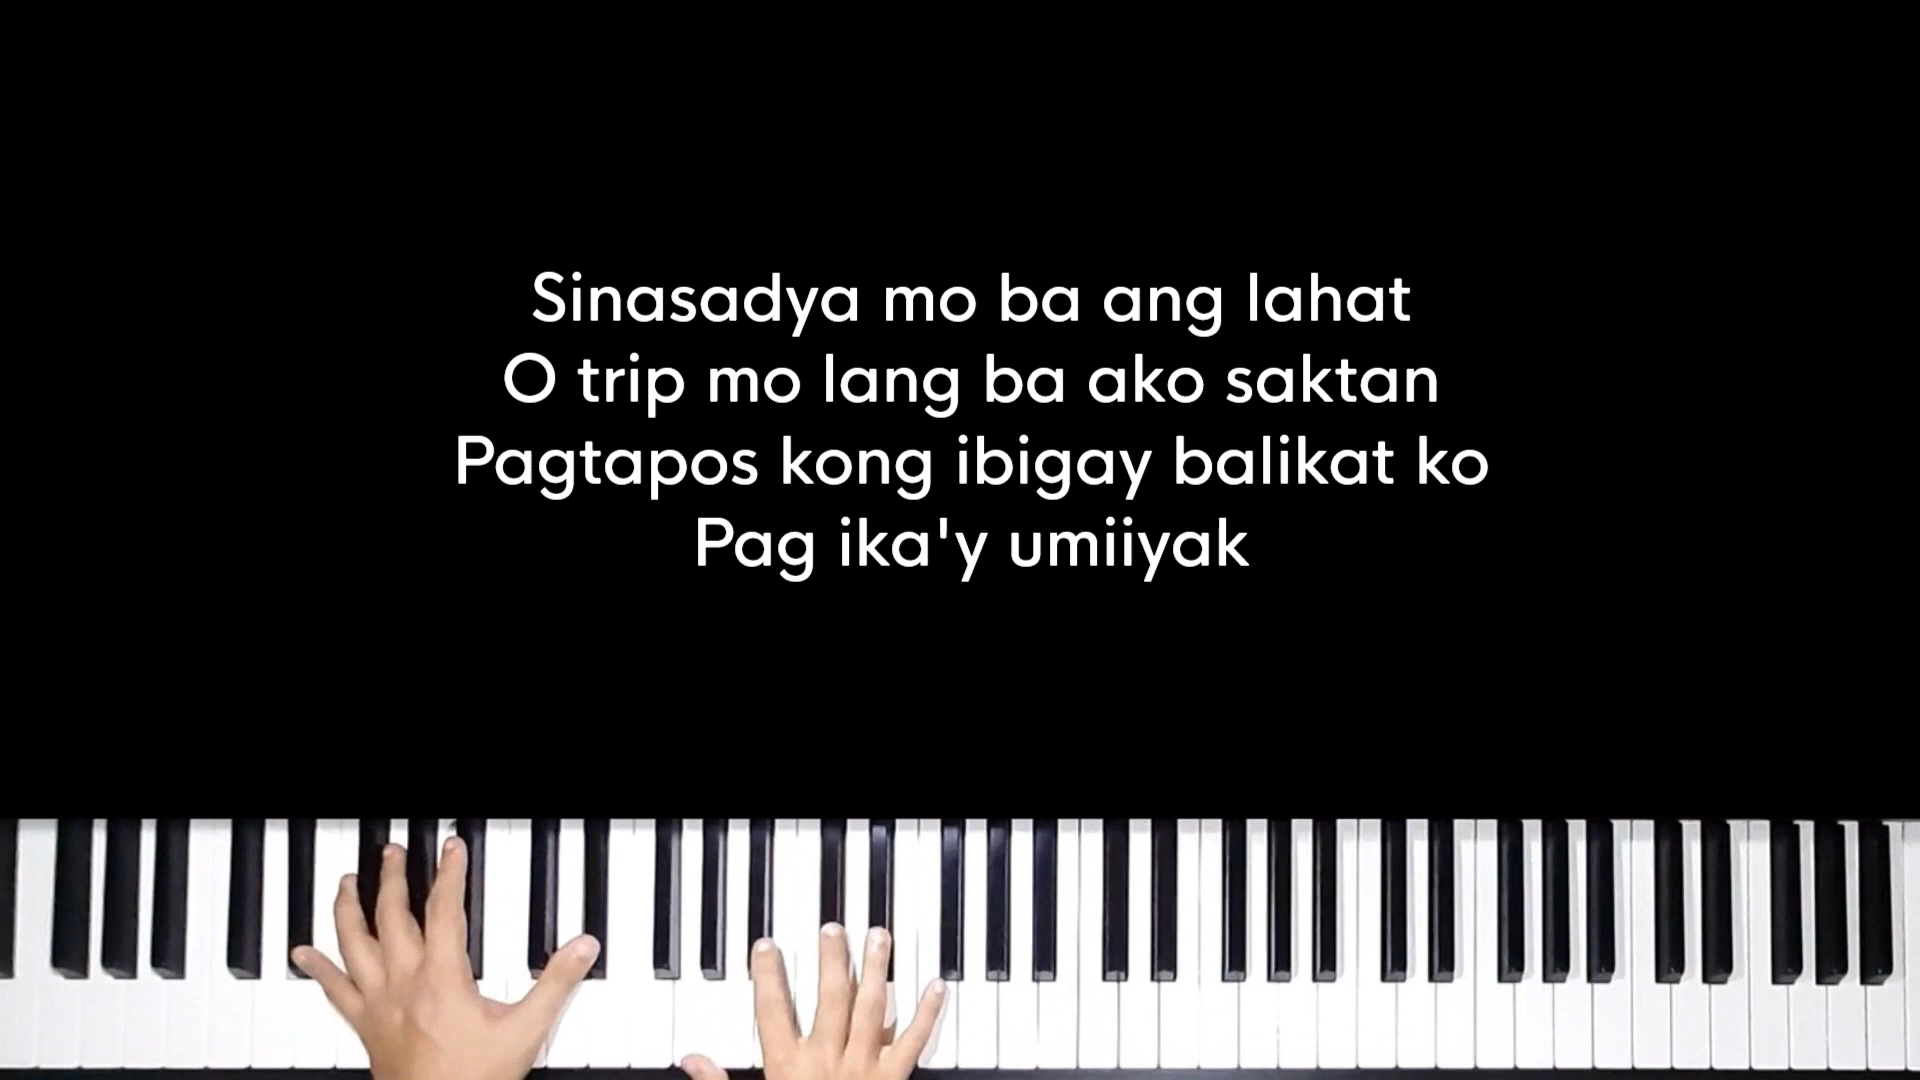 Sinasadya mo ba ang lahat
O trip mo lang ba ako saktan
Pagtapos kong ibigay balikat ko
Pag ika'y umiiyak